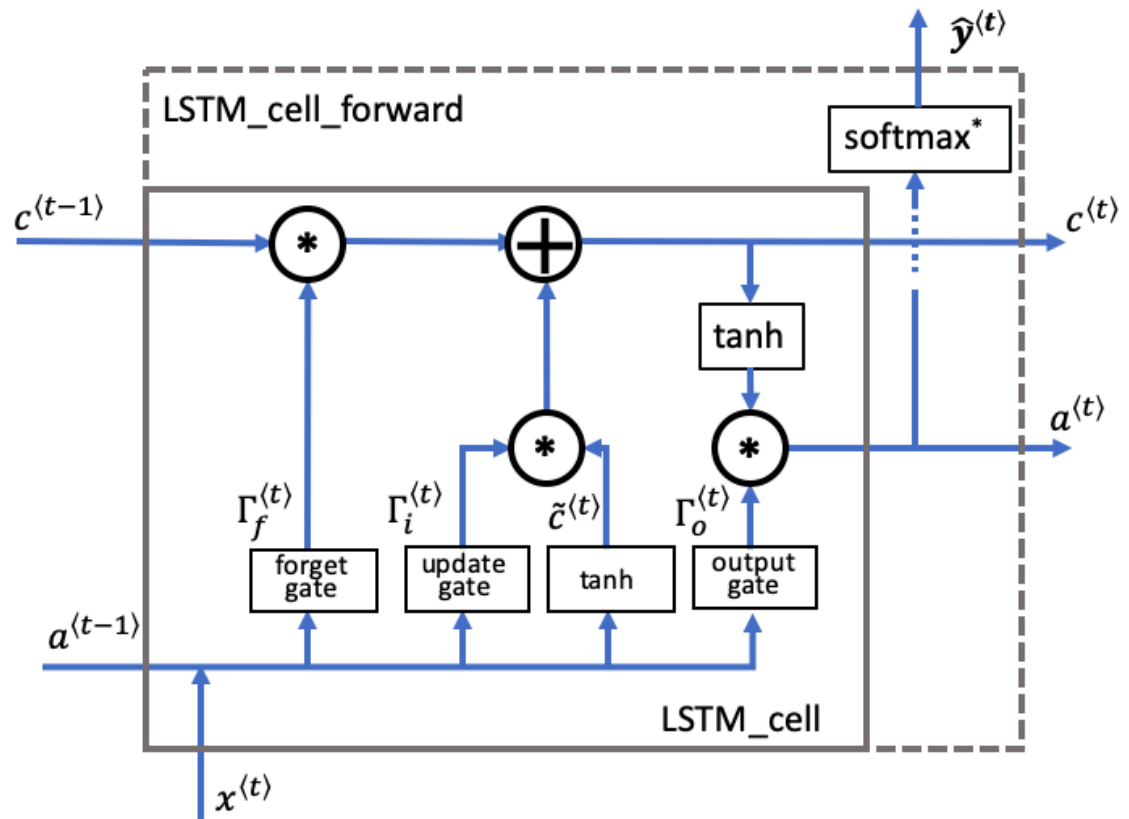 ŷ⟨t⟩
LSTM_cell_forward
softmax*
c⟨t−1⟩
c⟨t⟩
*
+
tanh
a⟨t⟩
*
*
Γf⟨t⟩
Γi⟨t⟩
c̃⟨t⟩
Γo⟨t⟩
forget
gate
update
gate
tanh
output
gate
a⟨t−1⟩
LSTM_cell
x⟨t⟩